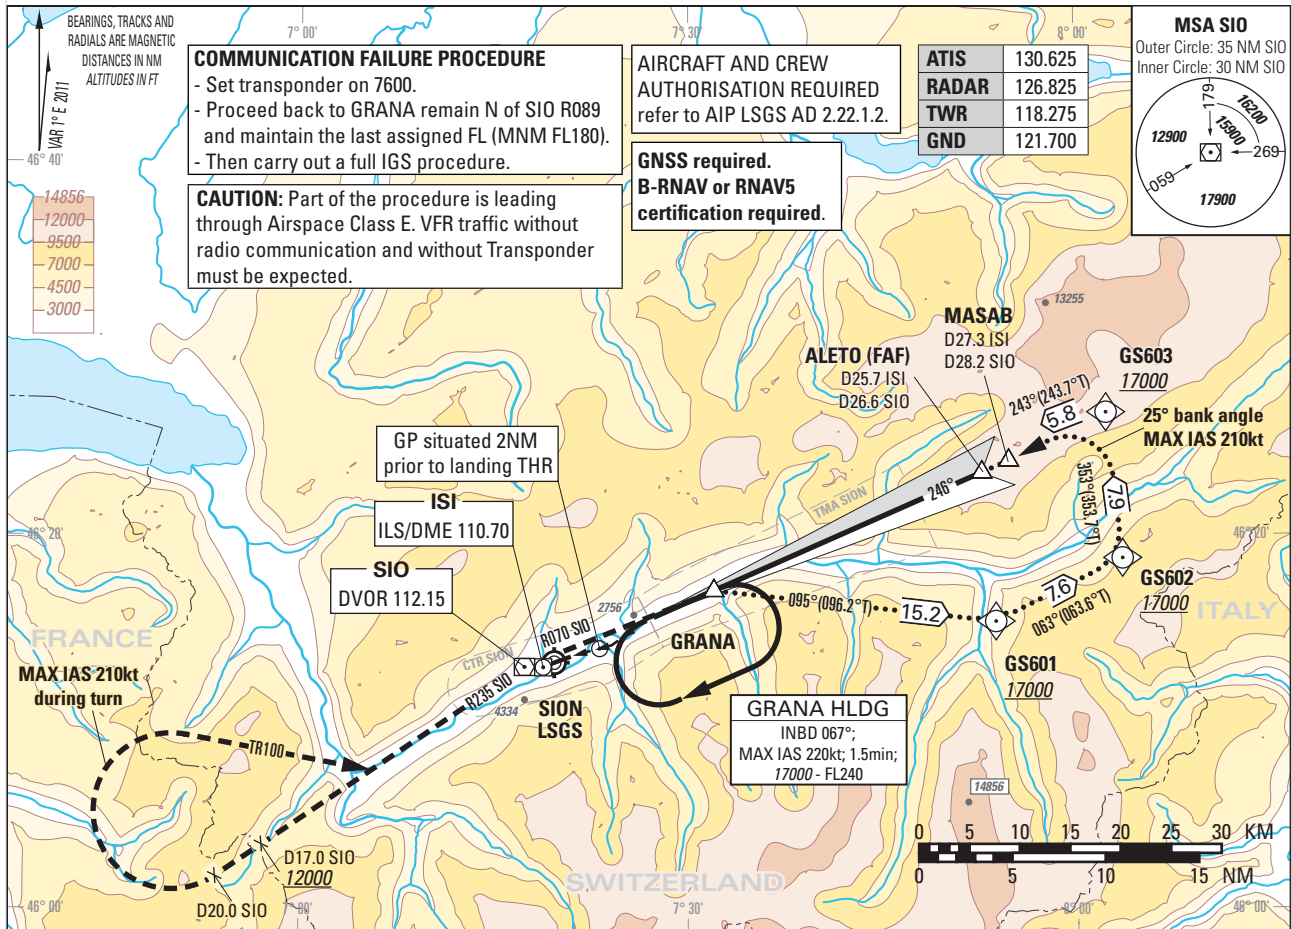 BEARINGS, TRACKS AND
RADIALS ARE MAGNETIC
DISTANCES IN NM
ALTITUDES IN FT
VAR 1° E 2011
7° 00'
7° 30'
8° 00'
COMMUNICATION FAILURE PROCEDURE
- Set transponder on 7600.
- Proceed back to GRANA remain N of SIO R089
and maintain the last assigned FL (MNM FL180).
- Then carry out a full IGS procedure.
CAUTION: Part of the procedure is leading
through Airspace Class E. VFR traffic without
radio communication and without Transponder
must be expected.
AIRCRAFT AND CREW
AUTHORISATION REQUIRED
refer to AIP LSGS AD 2.22.1.2.
GNSS required.
B-RNAV or RNAV5
certification required.
ATIS 130.625
RADAR 126.825
TWR 118.275
GND 121.700
MSA SIO
Outer Circle: 35 NM SIO
Inner Circle: 30 NM SIO
179
16200
15900
12900
269
059
17900
46° 40'
14856
12000
9500
7000
4500
3000
13255
MASAB
D27.3 ISI
D28.2 SIO
ALETO (FAF)
D25.7 ISI
D26.6 SIO
GS603
17000
243°(243.7°T)
5.8
25° bank angle
MAX IAS 210kt
GP situated 2NM
prior to landing THR
ISI
ILS/DME 110.70
SIO
DVOR 112.15
246°
TMA SION
353°(353.7°T)
7.9
46° 20'
46° 20'
GS602
17000
7.6
063°(063.6°T)
095°(096.2°T)
15.2
GS601
17000
2756
R070 SIO
GRANA
CTR SION
R235 SIO
4334
SION
LSGS
FRANCE
ITALY
MAX IAS 210kt
during turn
TR100
GRANA HLDG
INBD 067°;
MAX IAS 220kt; 1.5min;
17000 - FL240
14856
D17.0 SIO
12000
D20.0 SIO
SWITZERLAND
0 5 10 15 20 25 30 KM
0 5 10 15 NM
46° 00'
7° 00'
7° 30'
8° 00'
46° 00'